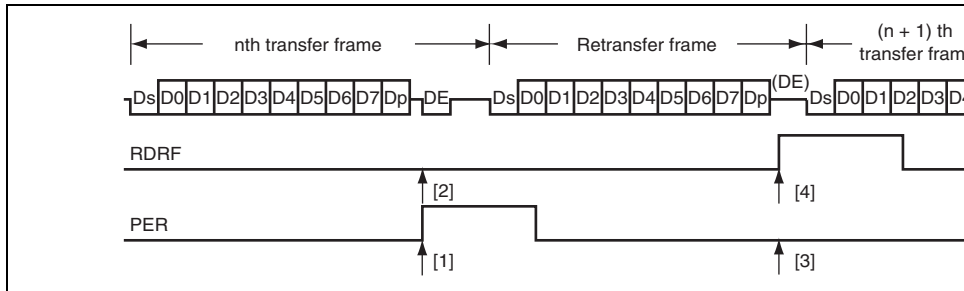 nth transfer frame
Retransfer frame
(n + 1) th
transfer fram
Ds D0 D1 D2 D3 D4 D5 D6 D7 Dp DE Ds D0 D1 D2 D3 D4 D5 D6 D7 Dp (DE) Ds D0 D1 D2 D3 D4
RDRF
[2] [4]
PER
[1] [3]